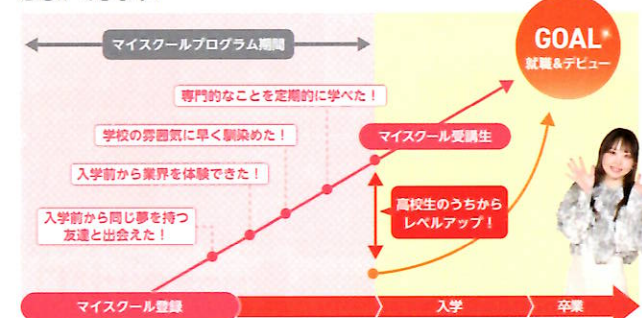 マイスクールプログラム期間
GOAL
就職&デビュー
専門的なことを定期的に学べた！
学校の雰囲気に早く馴染めた！
マイスクール受講生
入学前から業界を体験できた！
高校生のうちから
レベルアップ！
入学前から同じ夢を持つ
友達と出会えた！
マイスクール登録
入学
卒業